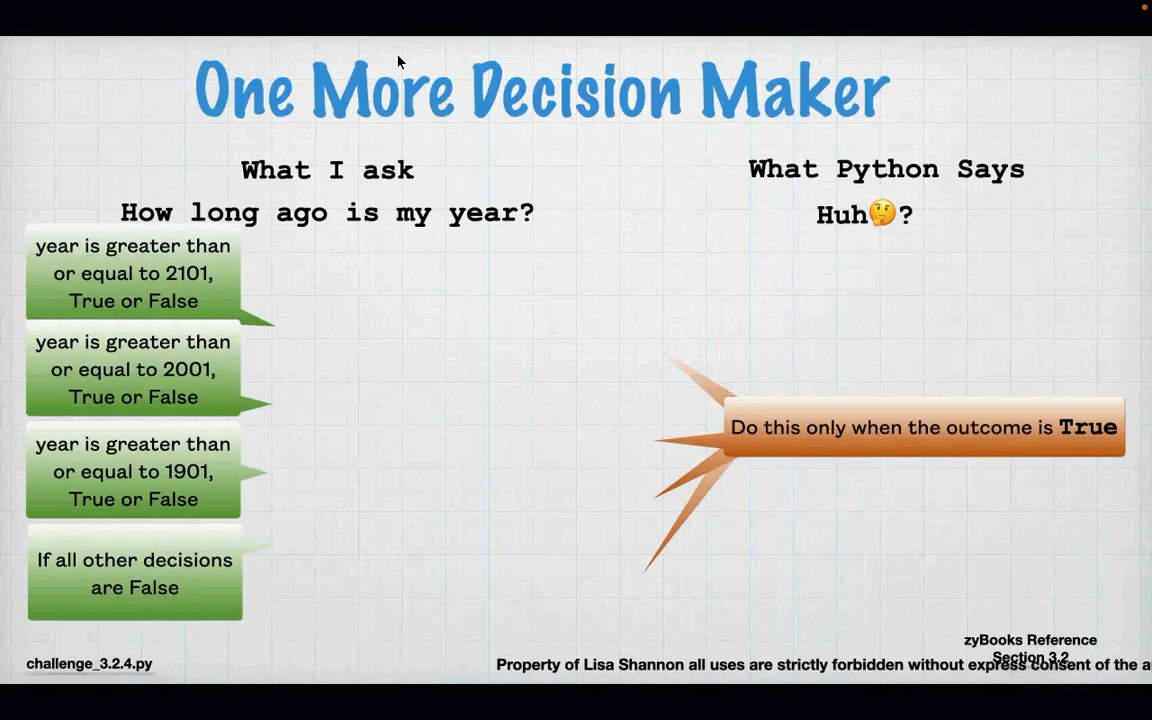 One More Decision Maker
What I ask
What Python Says
How long ago is my year?
Huh🤔?
year is greater than
or equal to 2101,
True or False
year is greater than
or equal to 2001,
True or False
year is greater than
or equal to 1901,
True or False
If all other decisions
are False
Do this only when the outcome is True
zyBooks Reference
Section 3.2
challenge_3.2.4.py
Property of Lisa Shannon all uses are strictly forbidden without express consent of the a